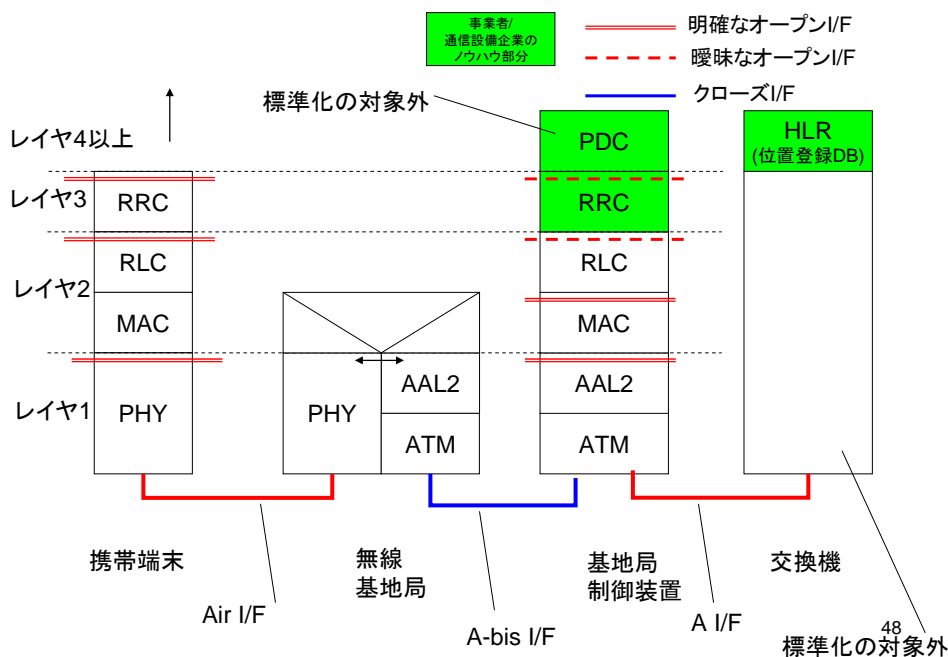 事業者/
通信設備企業の
ノウハウ部分
明確なオープンI/F
曖昧なオープンI/F
クローズI/F
標準化の対象外
レイヤ4以上
PDC
HLR
(位置登録DB)
レイヤ3
RRC
RRC
レイヤ2
RLC
RLC
MAC
MAC
レイヤ1
PHY
PHY
AAL2
ATM
AAL2
ATM
携帯端末
無線
基地局
基地局
制御装置
交換機
Air I/F
A-bis I/F
A I/F
48
標準化の対象外